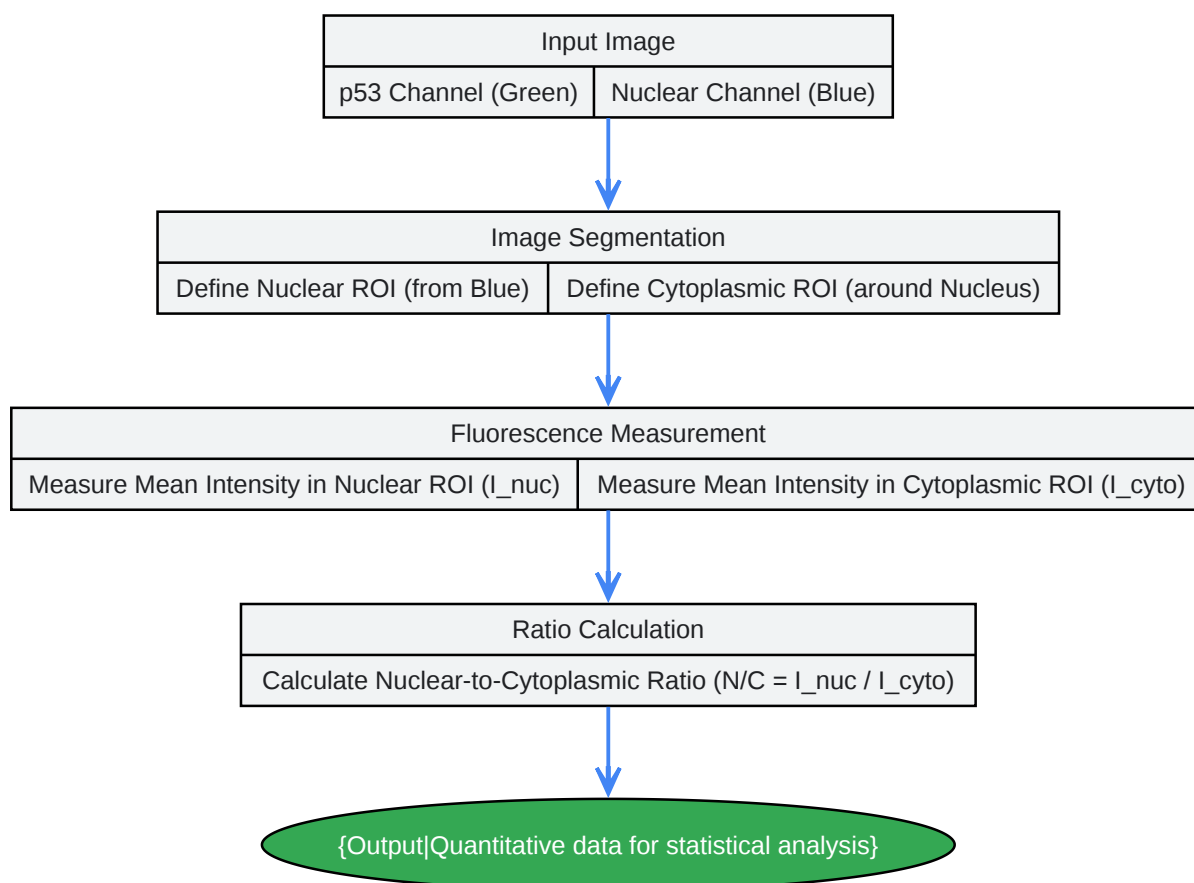 Input Image
p53 Channel (Green)
Nuclear Channel (Blue)
Image Segmentation
Define Nuclear ROI (from Blue)
Define Cytoplasmic ROI (around Nucleus)
Fluorescence Measurement
Measure Mean Intensity in Nuclear ROI (I_nuc)
Measure Mean Intensity in Cytoplasmic ROI (I_cyto)
Ratio Calculation
Calculate Nuclear-to-Cytoplasmic Ratio (N/C = I_nuc / I_cyto)
{Output|Quantitative data for statistical analysis}